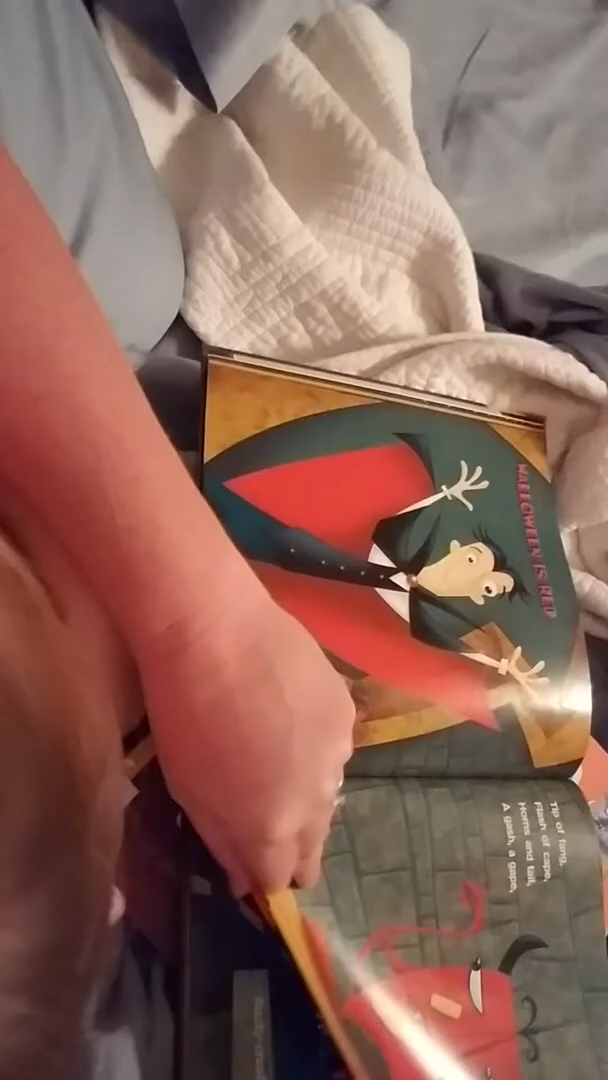 HALLOWEEN IS RED
Tip of fang,
Flash of cape,
Horns and tail,
A gash, a gape,